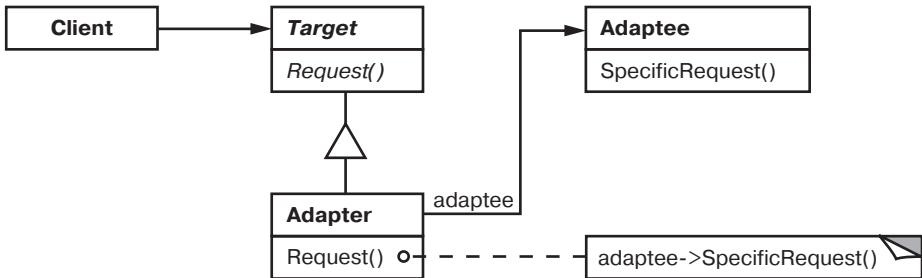 Client
Target
Request()
Adaptee
SpecificRequest()
adaptee
Adapter
Request()
adaptee->SpecificRequest()